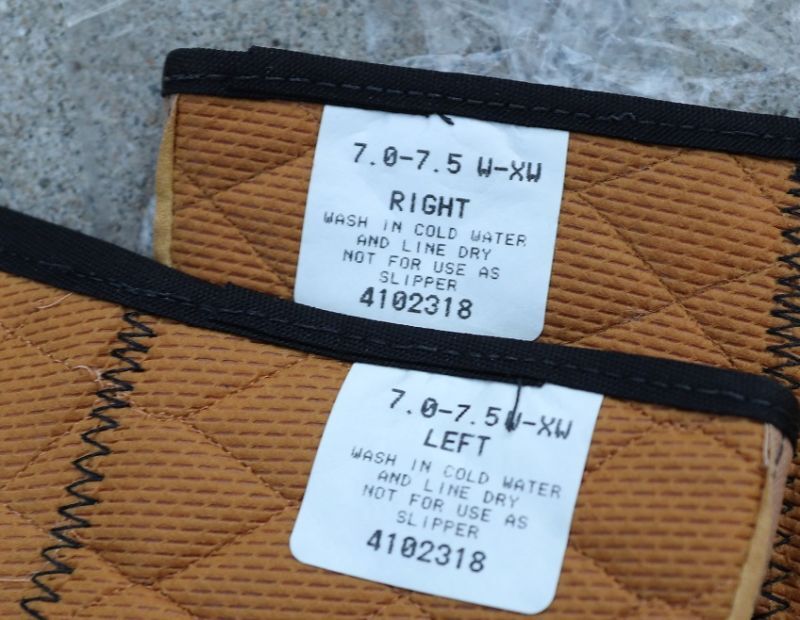 7.0-7.5 W-XW
RIGHT
WASH IN COLD WATER
AND LINE DRY
NOT FOR USE AS
SLIPPER
4102318
7.0-7.5W-XW
LEFT
WASH IN COLD WATER
AND LINE DRY
NOT FOR USE AS
SLIPPER
4102318